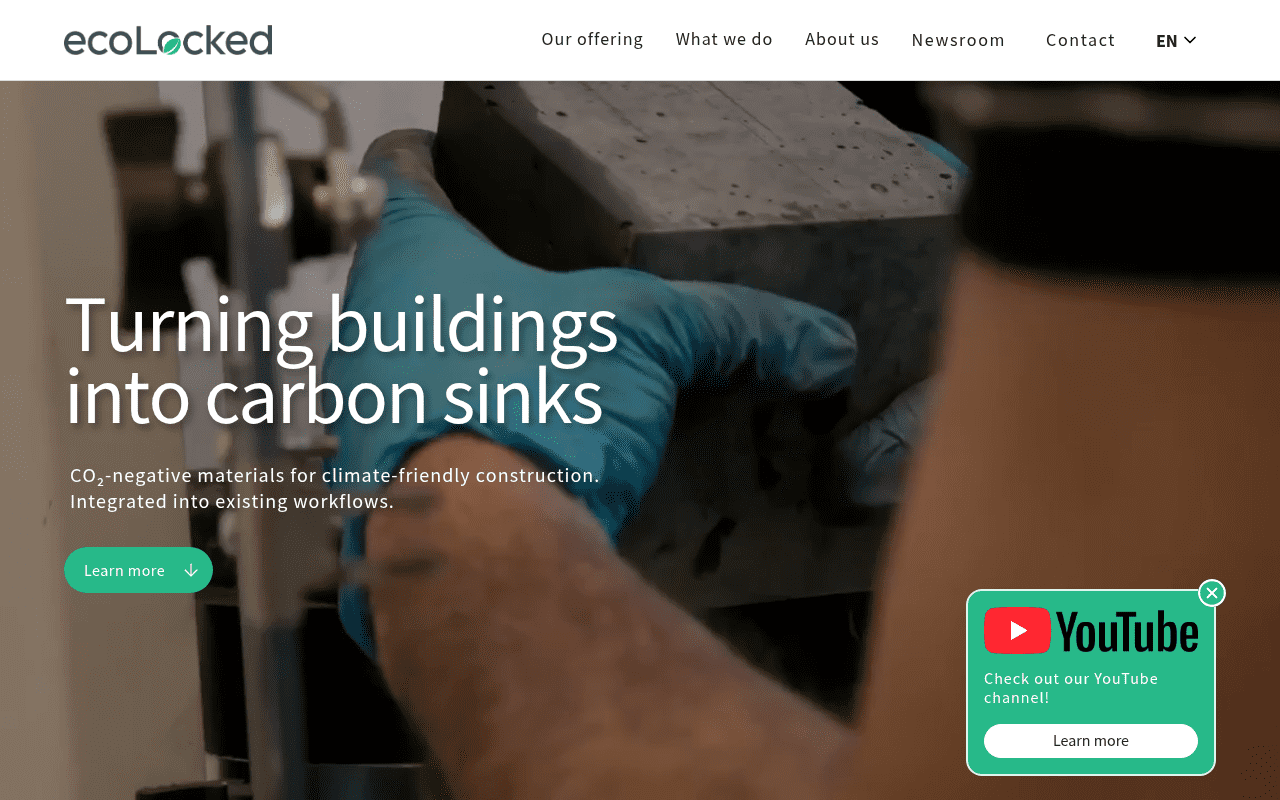 ecoLocked
Our offering
What we do
About us
Newsroom
Contact
EN
Turning buildings
into carbon sinks
CO₂-negative materials for climate-friendly construction.
Integrated into existing workflows.
Learn more
YouTube
Check out our YouTube
channel!
Learn more